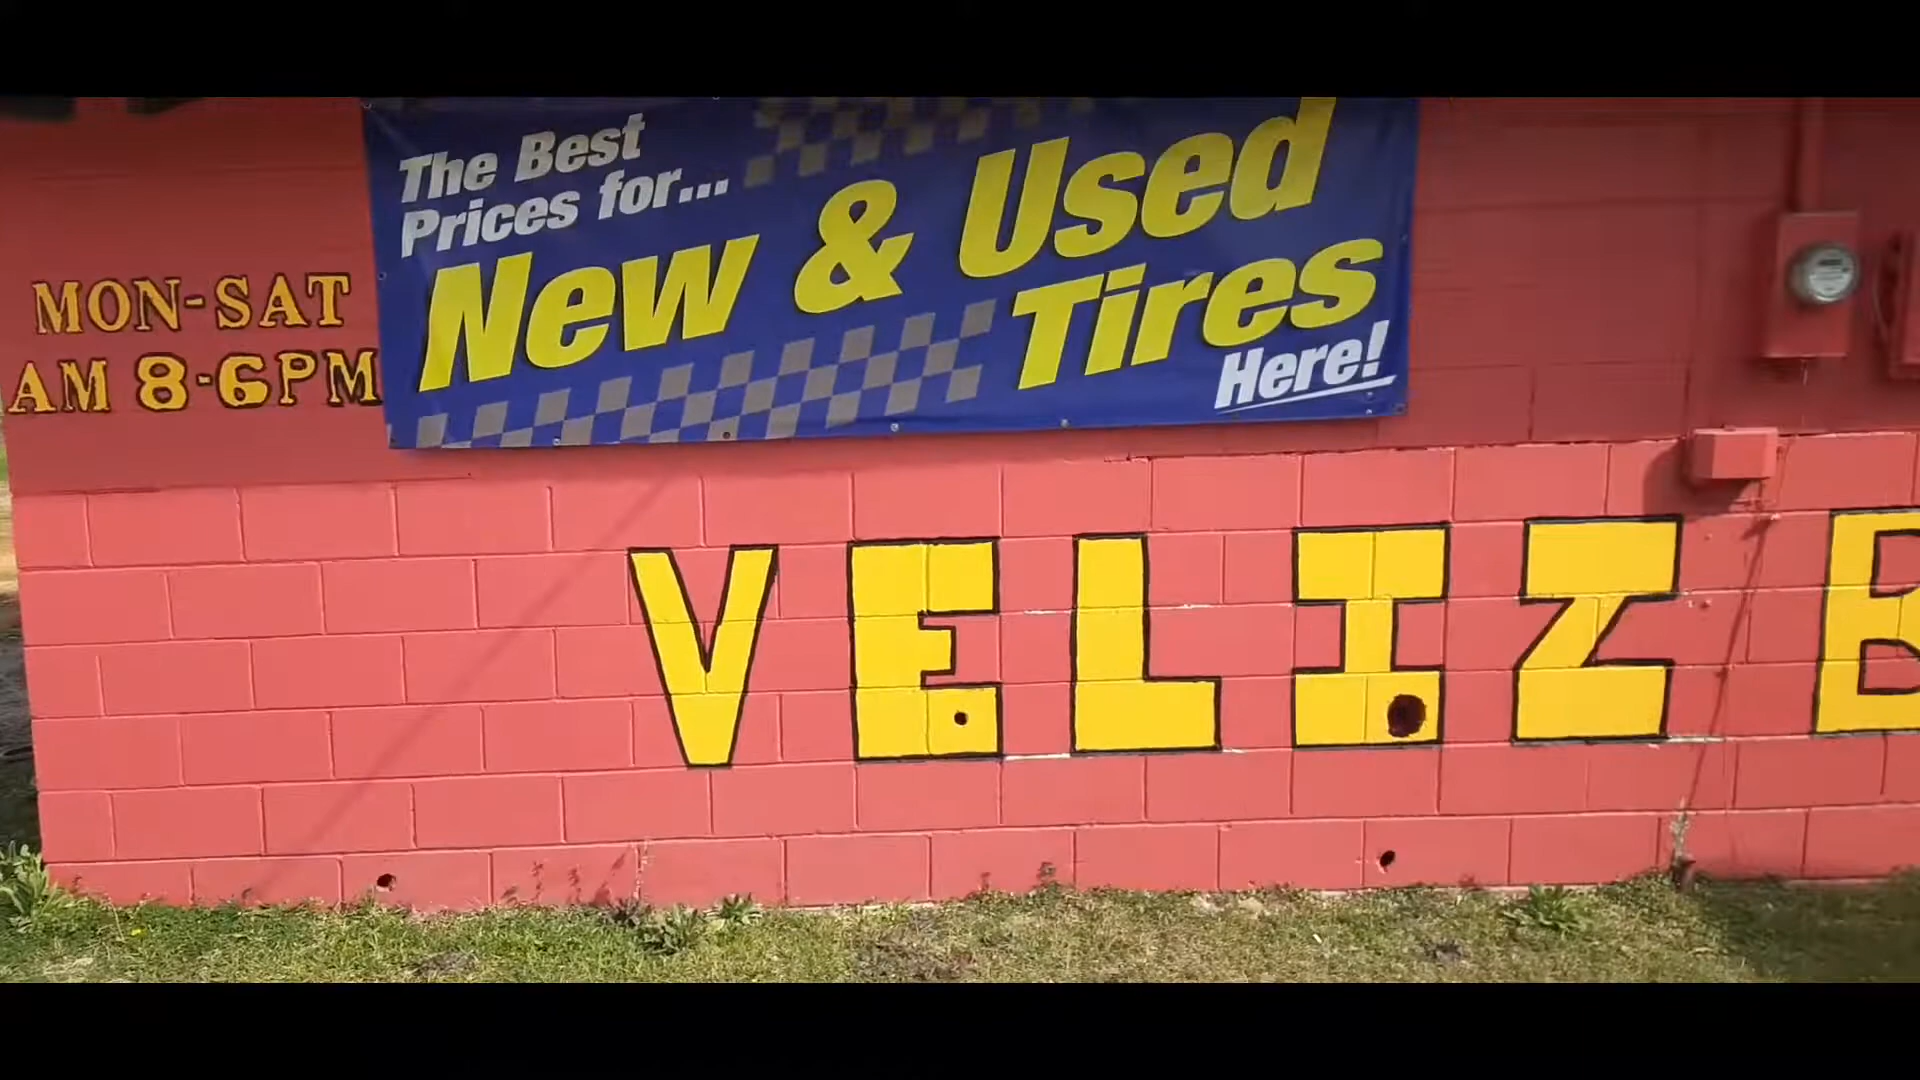 MON-SAT
AM 8-6PM
The Best
Prices for...
New & Used
Tires
Here!
VELIZ B